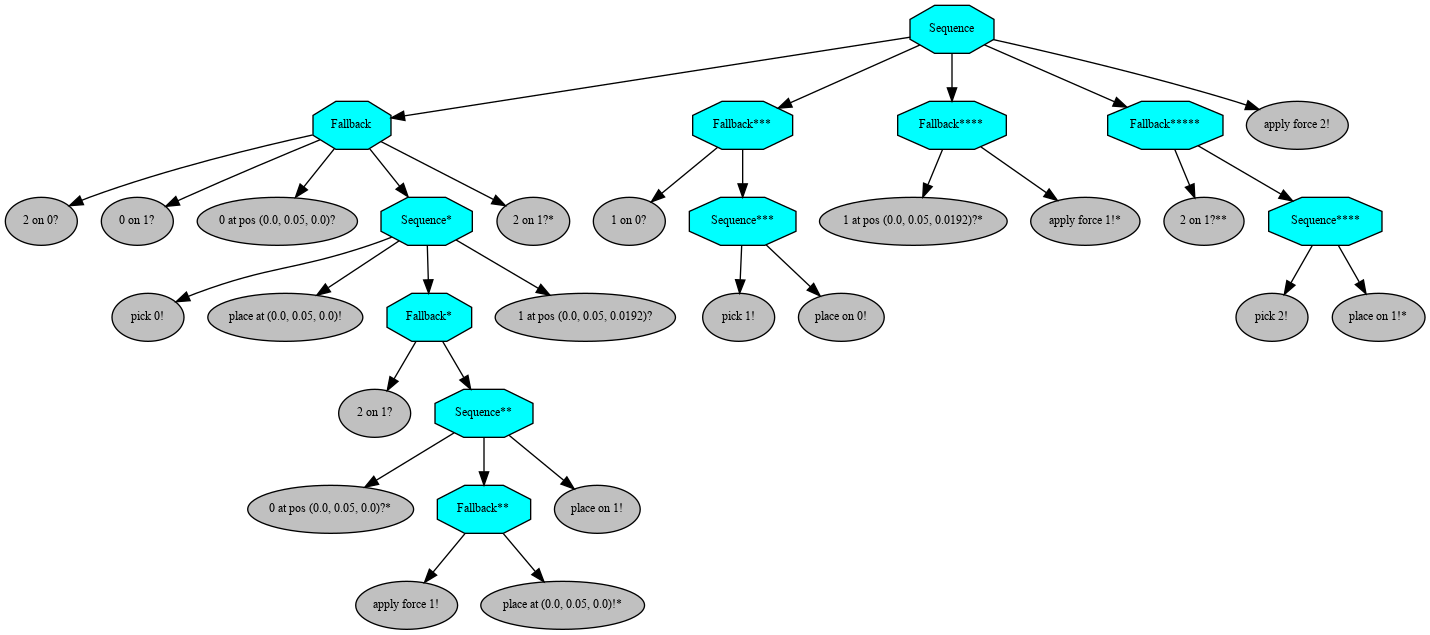 Sequence
Fallback
Fallback***
Fallback****
Fallback*****
apply force 2!
2 on 0?
0 on 1?
0 at pos (0.0, 0.05, 0.0)?
Sequence*
2 on 1?*
1 on 0?
Sequence***
1 at pos (0.0, 0.05, 0.0192)?*
apply force 1!*
2 on 1?**
Sequence****
pick 0!
place at (0.0, 0.05, 0.0)!
Fallback*
1 at pos (0.0, 0.05, 0.0192)?
pick 1!
place on 0!
pick 2!
place on 1!*
2 on 1?
Sequence**
0 at pos (0.0, 0.05, 0.0)?*
Fallback**
place on 1!
apply force 1!
place at (0.0, 0.05, 0.0)!*